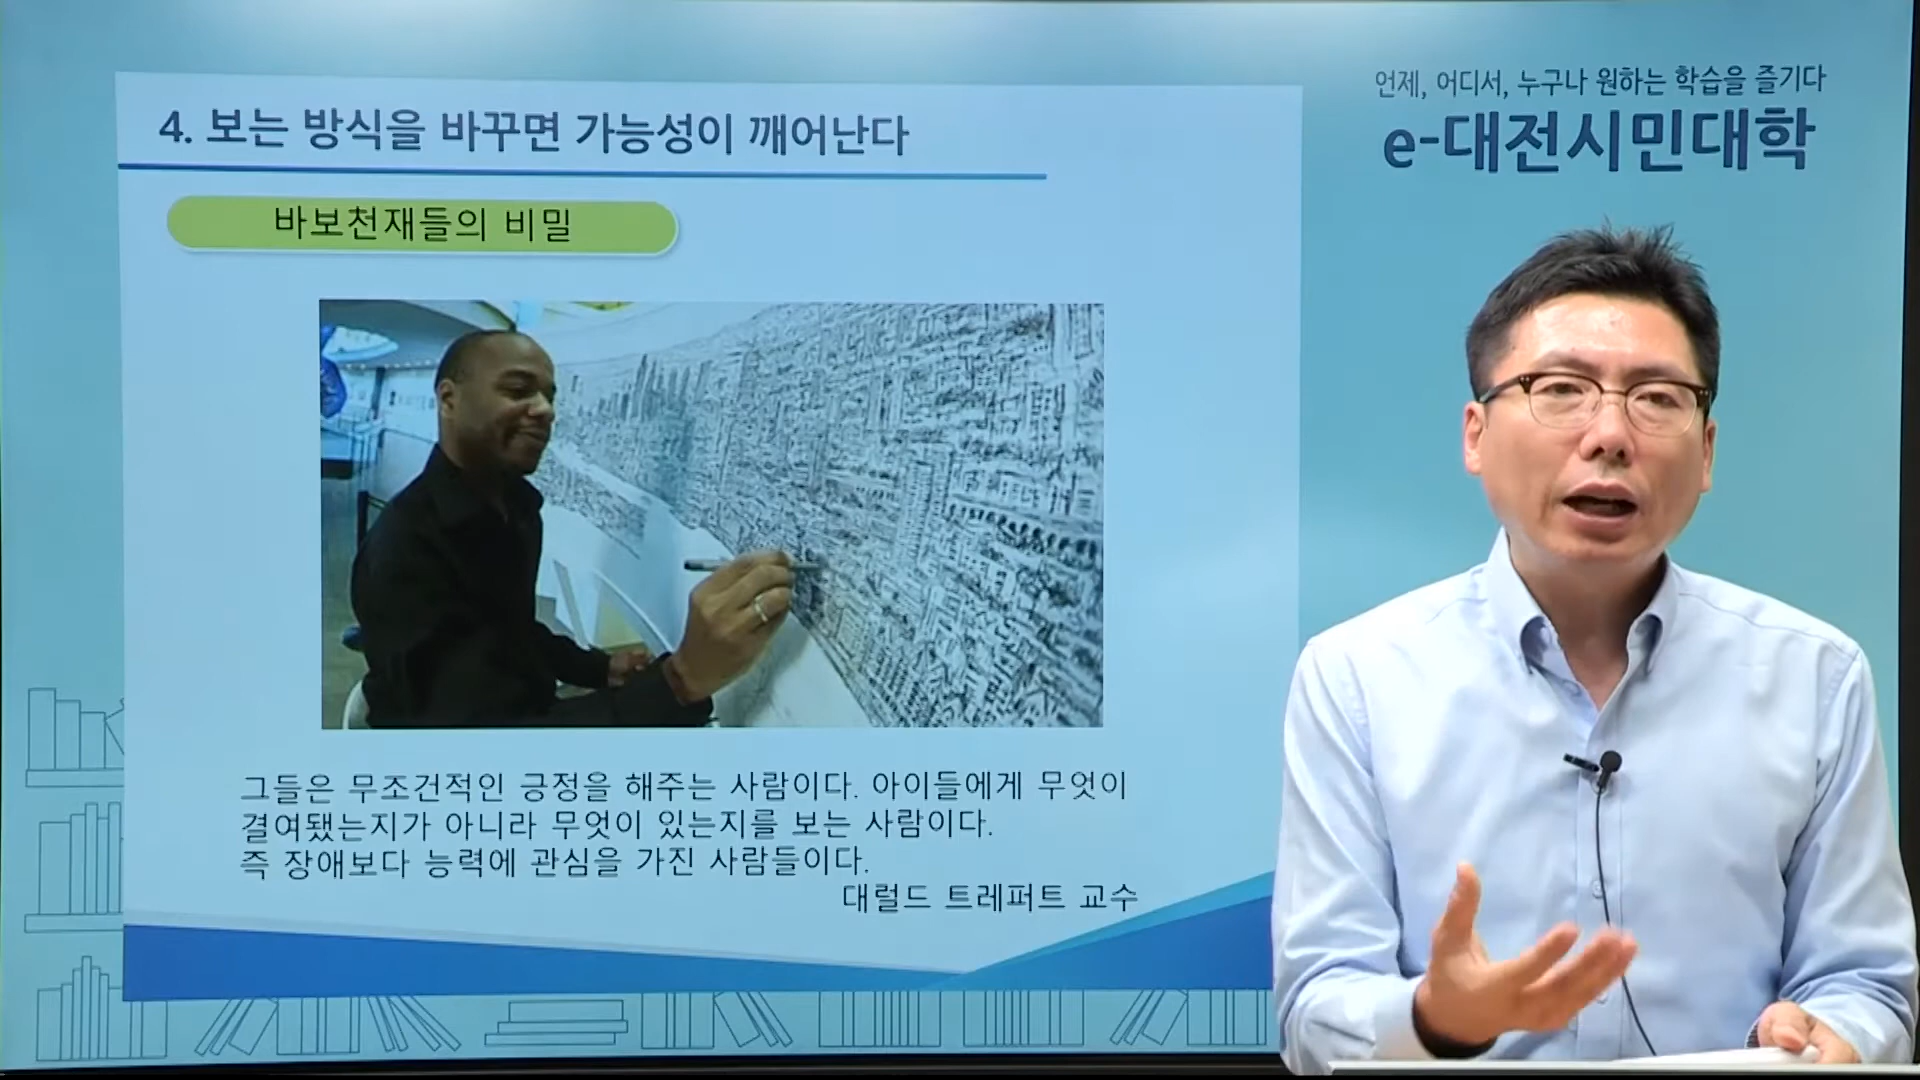 4. 보는 방식을 바꾸면 가능성이 깨어난다
바보천재들의 비밀
그들은 무조건적인 긍정을 해주는 사람이다. 아이들에게 무엇이
결여됐는지가 아니라 무엇이 있는지를 보는 사람이다.
즉 장애보다 능력에 관심을 가진 사람들이다.
대럴드 트레퍼트 교수
언제, 어디서, 누구나 원하는 학습을 즐기다
e-대전시민대학